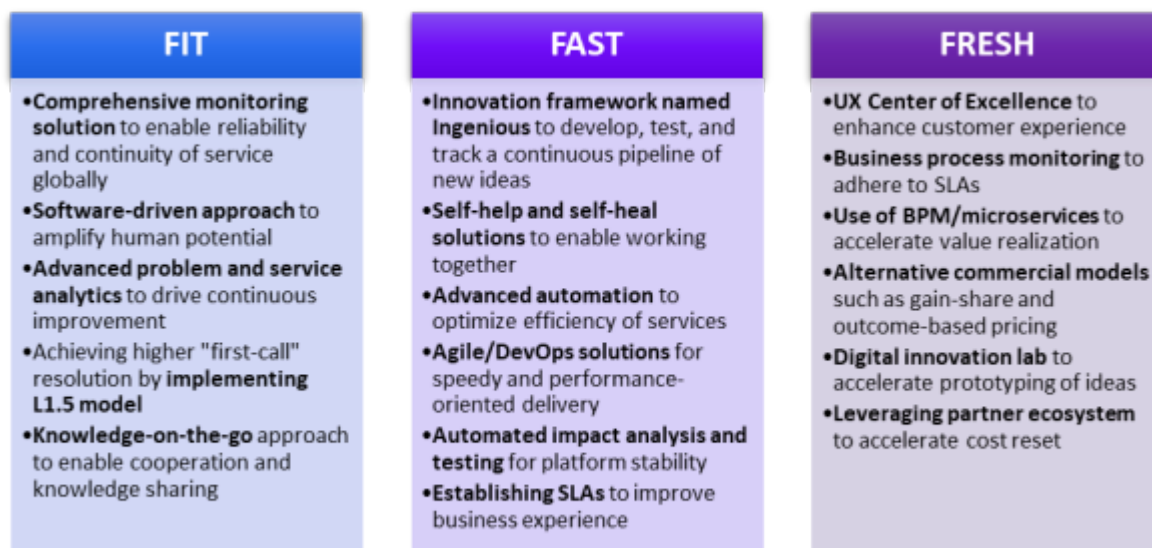 FIT
•Comprehensive monitoring
solution to enable reliability
and continuity of service
globally
•Software-driven approach to
amplify human potential
•Advanced problem and service
analytics to drive continuous
improvement
•Achieving higher "first-call"
resolution by implementing
L1.5 model
•Knowledge-on-the-go approach
to enable cooperation and
knowledge sharing
FAST
•Innovation framework named
Ingenious to develop, test, and
track a continuous pipeline of
new ideas
•Self-help and self-heal
solutions to enable working
together
•Advanced automation to
optimize efficiency of services
•Agile/DevOps solutions for
speedy and performance-
oriented delivery
•Automated impact analysis and
testing for platform stability
•Establishing SLAs to improve
business experience
FRESH
•UX Center of Excellence to
enhance customer experience
•Business process monitoring to
adhere to SLAs
•Use of BPM/microservices to
accelerate value realization
•Alternative commercial models
such as gain-share and
outcome-based pricing
•Digital innovation lab to
accelerate prototyping of ideas
•Leveraging partner ecosystem
to accelerate cost reset